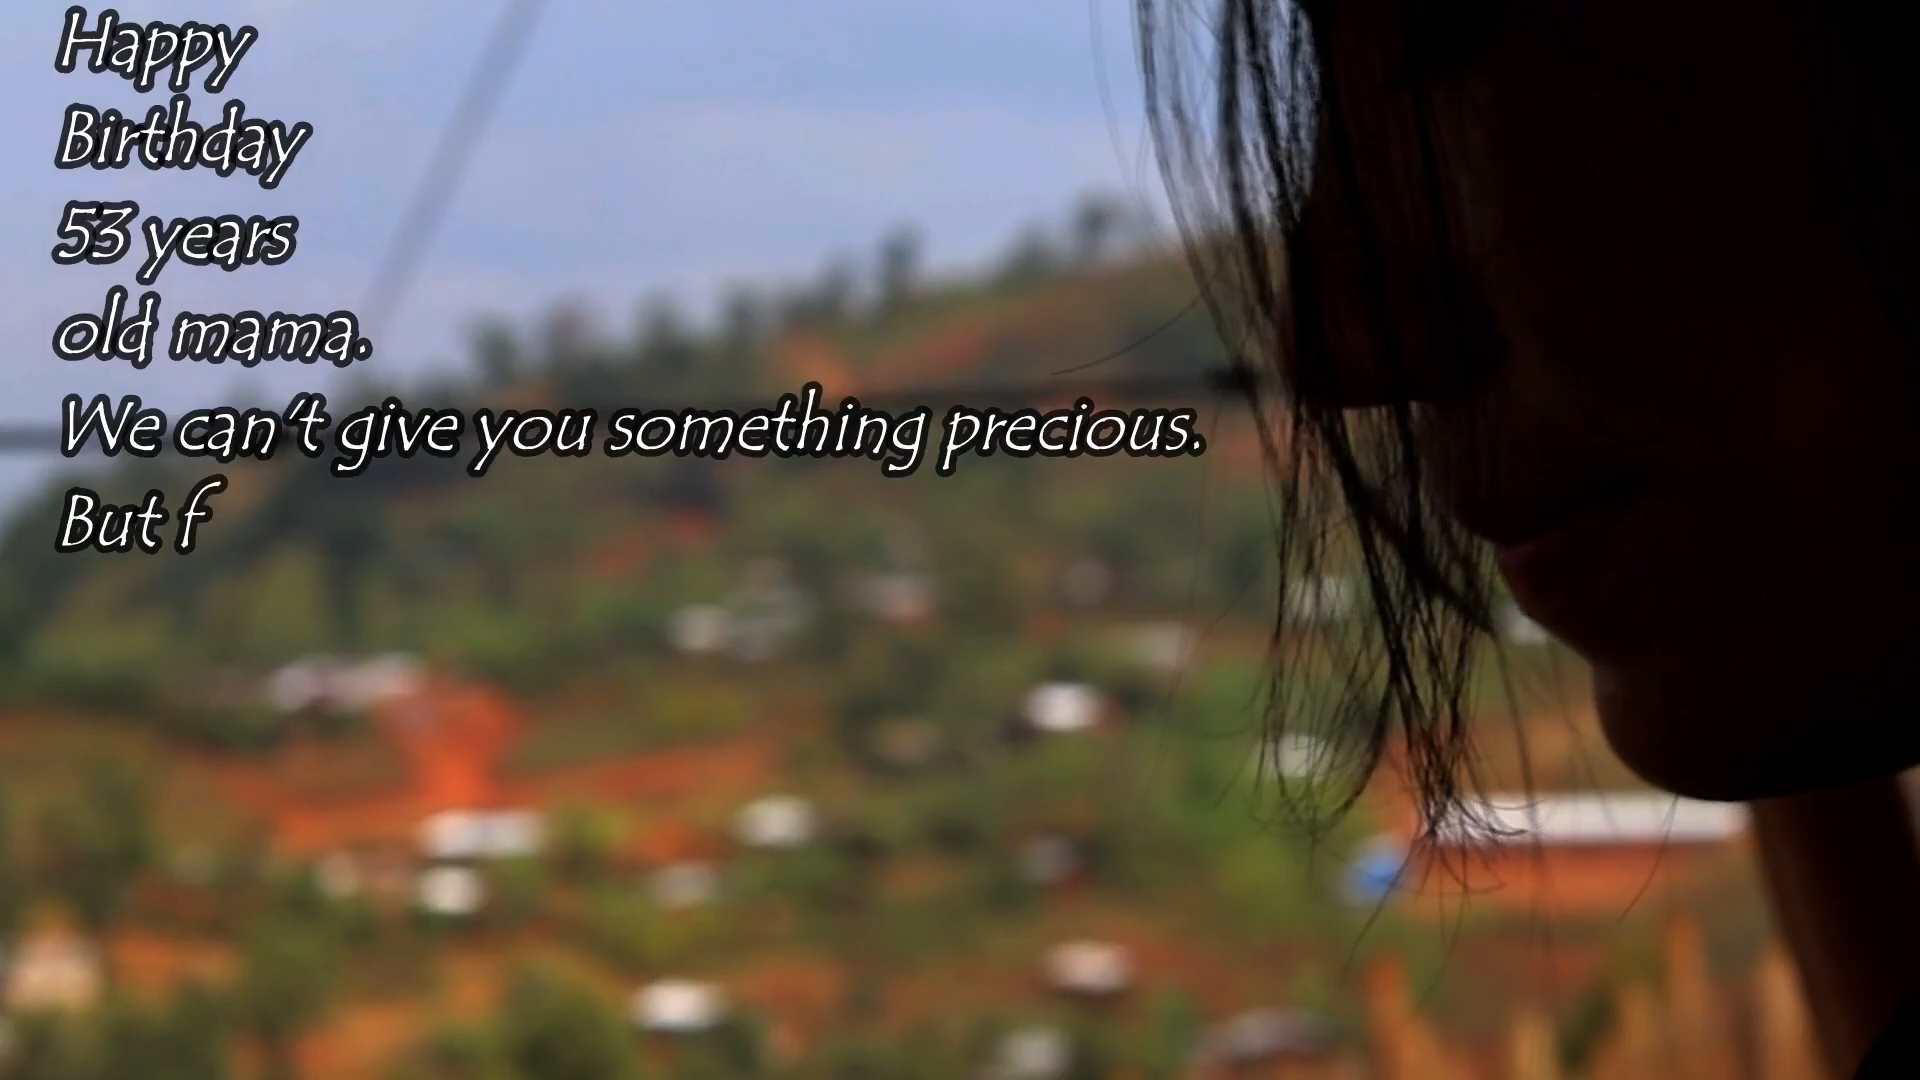 Happy
Birthday
53 years
old mama.
We can't give you something precious.
But f